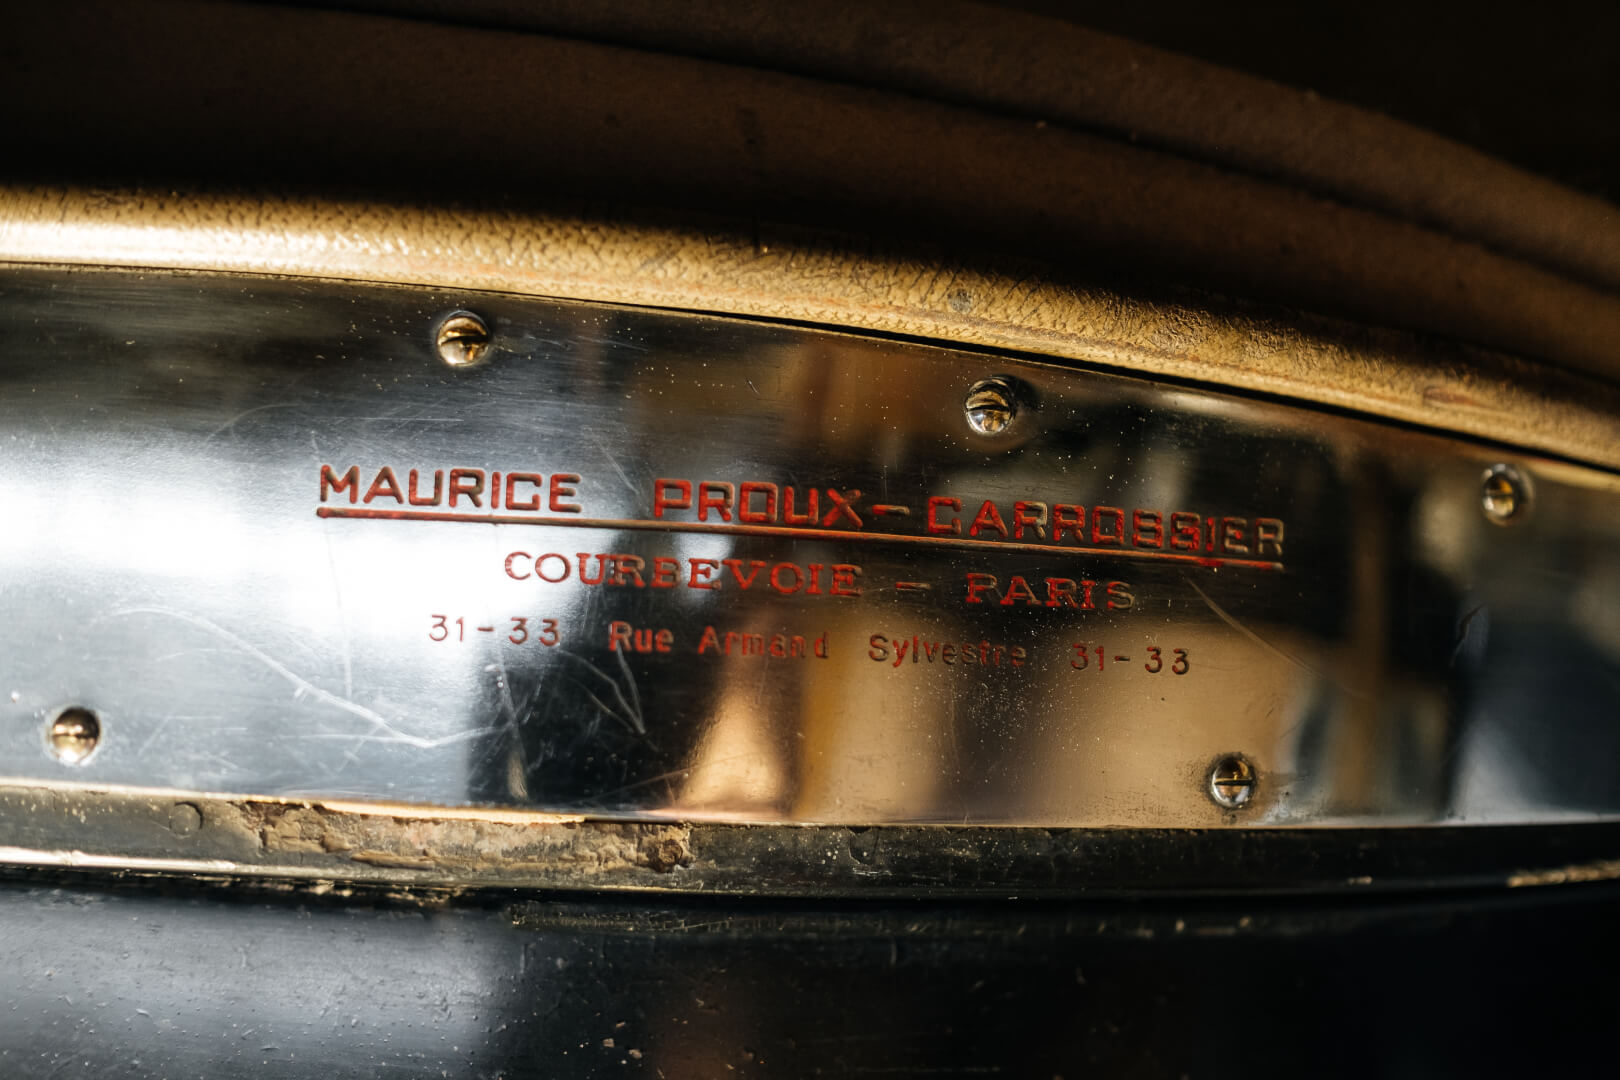 MAURICE PROUX-CARROSSIER
COURBEVOIE - PARIS
31-33 Rue Armand Sylvestre 31-33